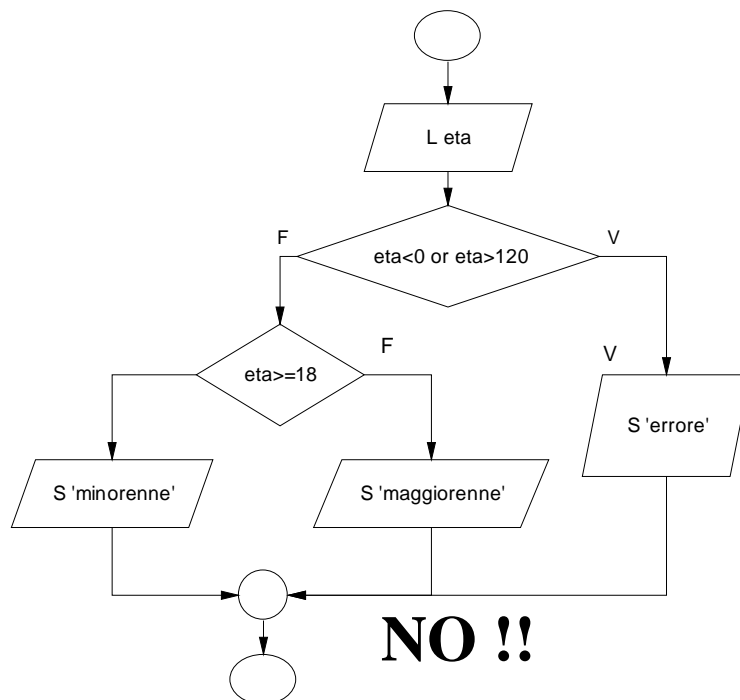 L eta
F
V
eta<0 or eta>120
F
V
eta>=18
S 'errore'
S 'minorenne'
S 'maggiorenne'
NO !!